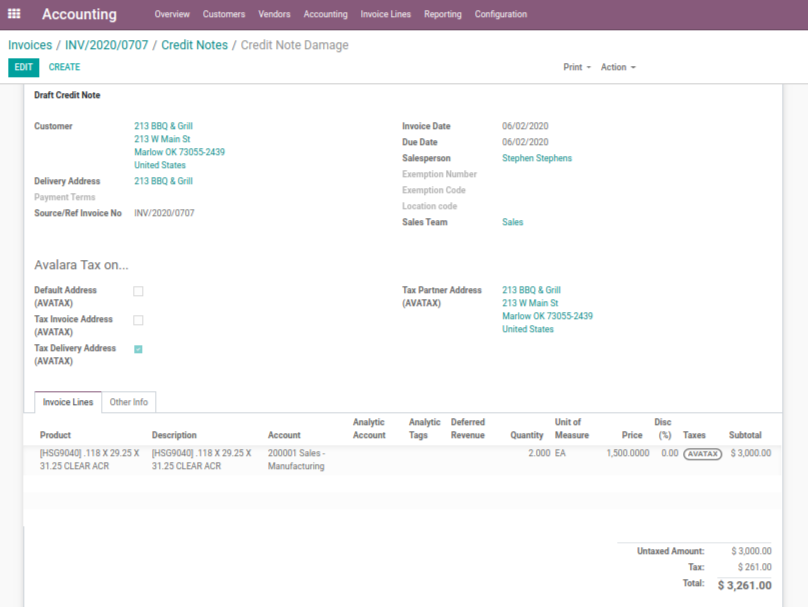 Accounting Overview Customers Vendors Accounting Invoice Lines Reporting Configuration
Invoices / INV/2020/0707 / Credit Notes / Credit Note Damage
EDIT CREATE Print Action
Draft Credit Note
Customer 213 BBQ & Grill
213 W Main St
Marlow OK 73055-2439
United States
Delivery Address 213 BBQ & Grill
Payment Terms
Source/Ref Invoice No INV/2020/0707
Invoice Date 06/02/2020
Due Date 06/02/2020
Salesperson Stephen Stephens
Exemption Number
Exemption Code
Location code
Sales Team Sales
Avalara Tax on...
Default Address
(AVATAX)
Tax Invoice Address
(AVATAX)
Tax Delivery Address
(AVATAX)
Tax Partner Address 213 BBQ & Grill
(AVATAX) 213 W Main St
Marlow OK 73055-2439
United States
Invoice Lines Other Info
Analytic Analytic Deferred Unit of Disc
Product Description Account Account Tags Revenue Quantity Measure Price (%) Taxes Subtotal
[HSG9040] .118 X 29.25 X [HSG9040] .118 X 29.25 X 200001 Sales - 2.000 EA 1,500.0000 0.00 AVATAX $ 3,000.00
31.25 CLEAR ACR 31.25 CLEAR ACR Manufacturing
Untaxed Amount: $ 3,000.00
Tax: $ 261.00
Total: $ 3,261.00